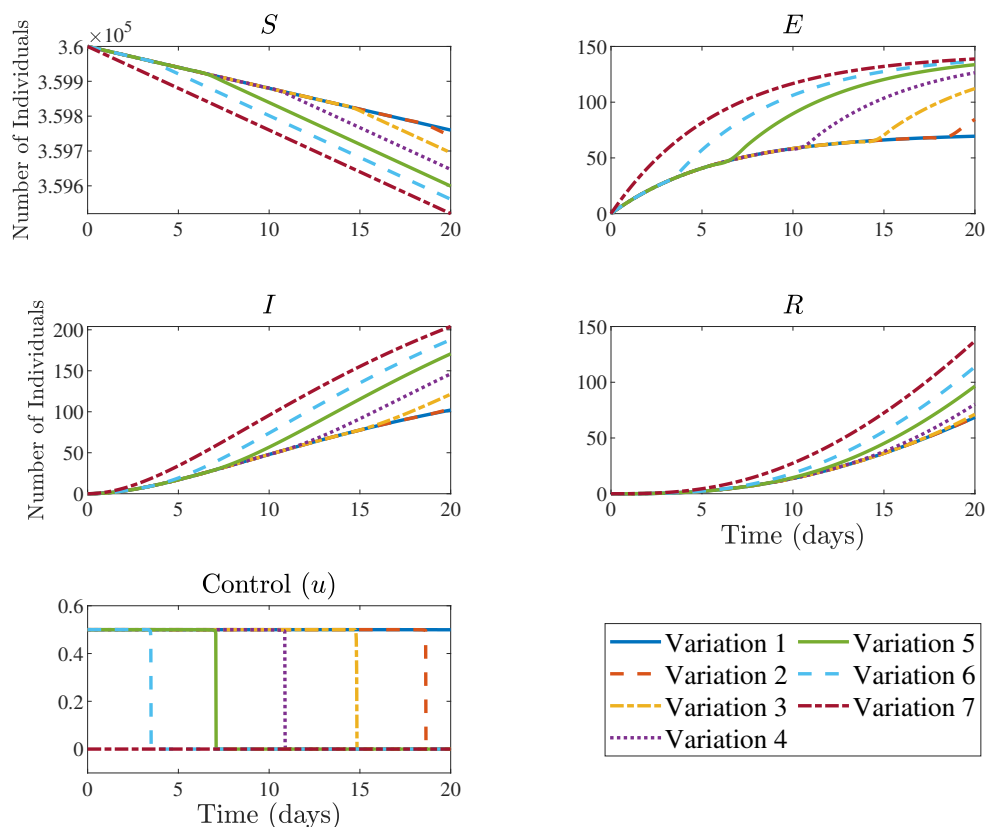 S
×10^5
Number of Individuals
3.6
3.599
3.598
3.597
3.596
0 5 10 15 20
E
150
100
50
0
0 5 10 15 20
I
Number of Individuals
200
150
100
50
0
0 5 10 15 20
R
150
100
50
0
0 5 10 15 20
Time (days)
Control (u)
0.6
0.4
0.2
0
0 5 10 15 20
Time (days)
Variation 1
Variation 2
Variation 3
Variation 4
Variation 5
Variation 6
Variation 7